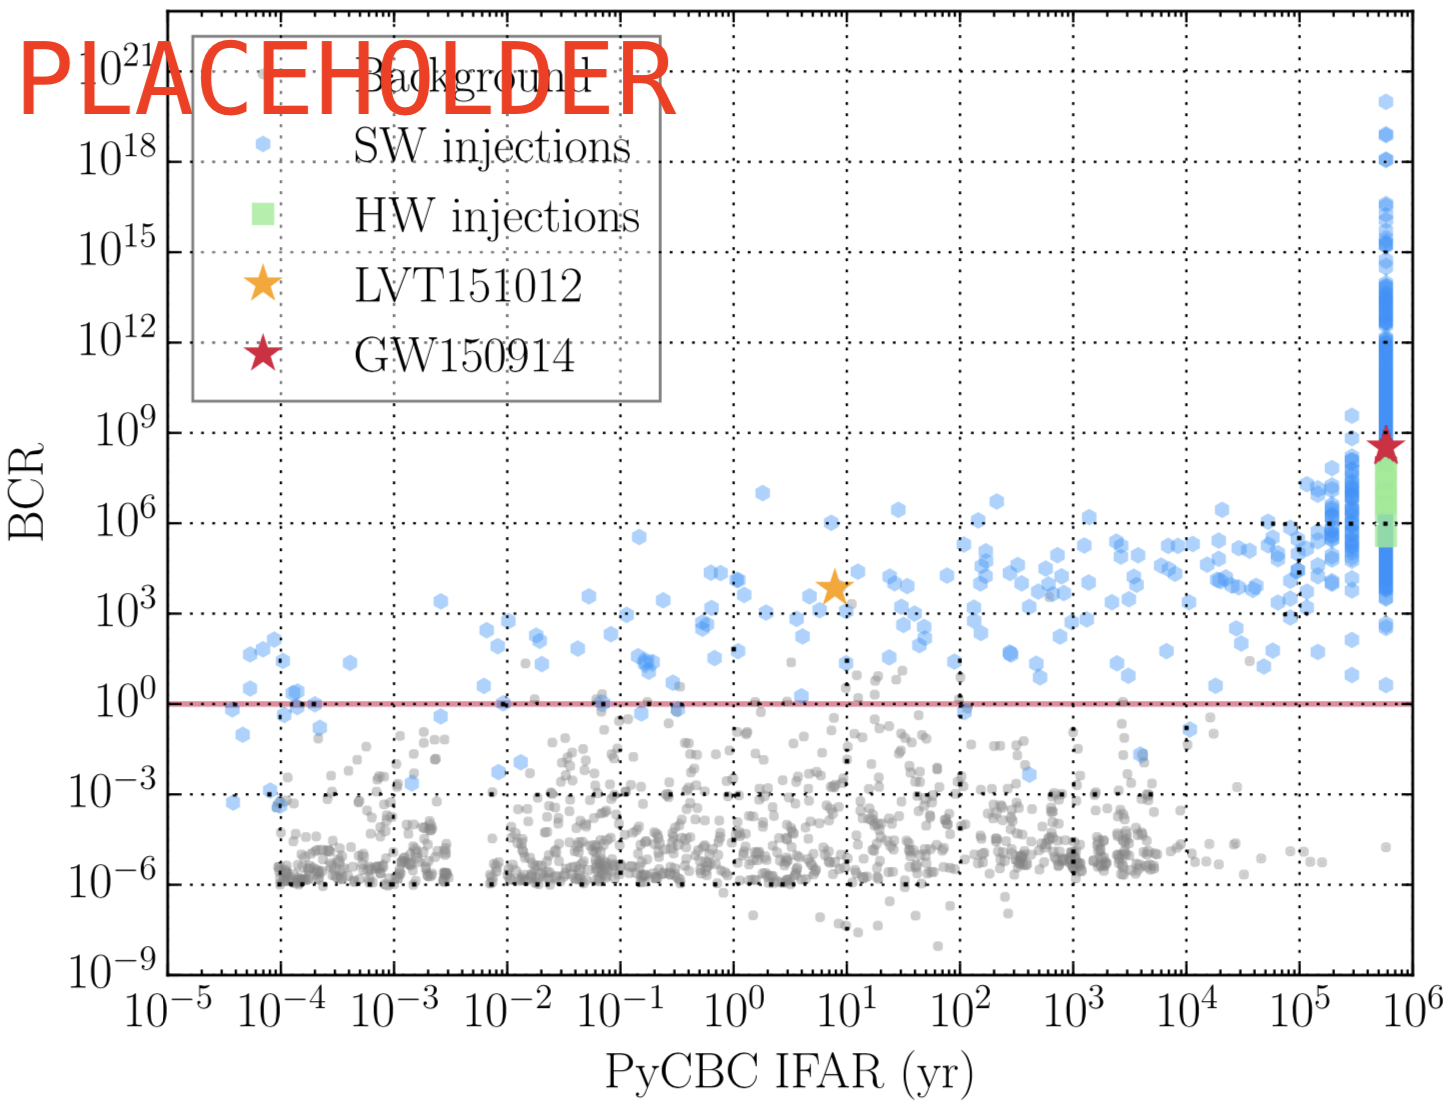 PLACEHOLDER
Background
SW injections
HW injections
LVT151012
GW150914
10^21
10^18
10^15
10^12
10^9
10^6
10^3
10^0
10^−3
10^−6
10^−9
BCR
10^−5 10^−4 10^−3 10^−2 10^−1 10^0 10^1 10^2 10^3 10^4 10^5 10^6
PyCBC IFAR (yr)